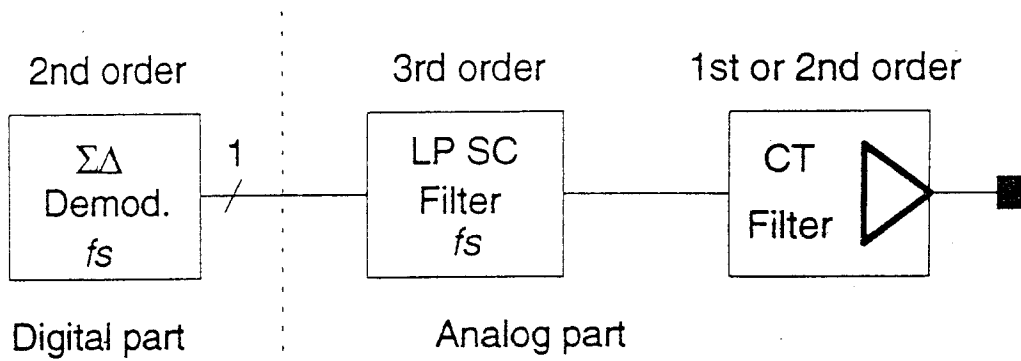 2nd order
ΣΔ
Demod.
fs
1
Digital part
3rd order
LP SC
Filter
fs
Analog part
1st or 2nd order
CT
Filter